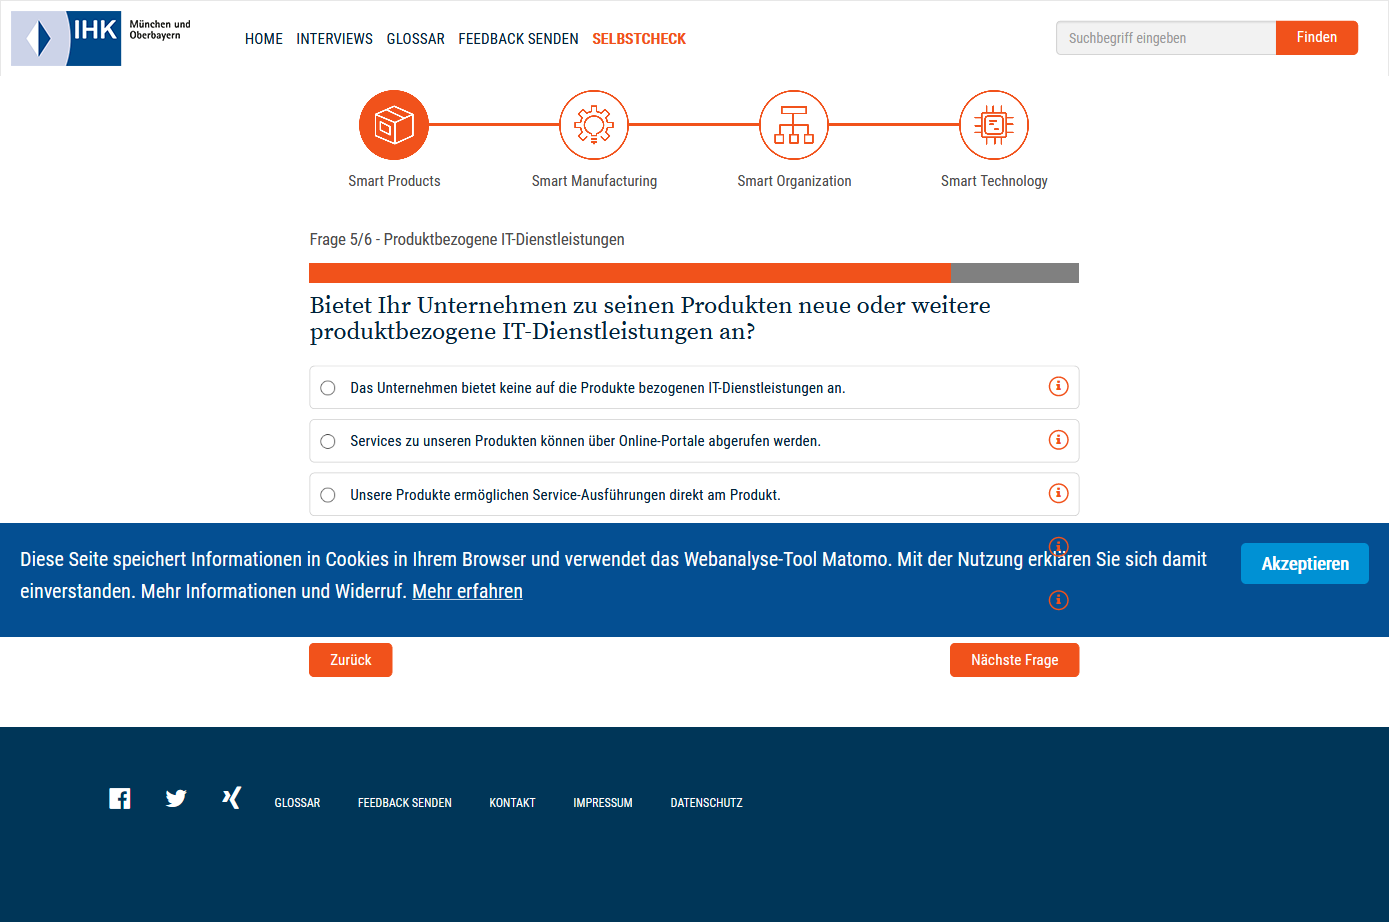 IHK
München und
Oberbayern
HOME INTERVIEWS GLOSSAR FEEDBACK SENDEN SELBSTCHECK
Suchbegriff eingeben
Finden
Smart Products
Smart Manufacturing
Smart Organization
Smart Technology
Frage 5/6 - Produktbezogene IT-Dienstleistungen
Bietet Ihr Unternehmen zu seinen Produkten neue oder weitere
produktbezogene IT-Dienstleistungen an?
Das Unternehmen bietet keine auf die Produkte bezogenen IT-Dienstleistungen an.
Services zu unseren Produkten können über Online-Portale abgerufen werden.
Unsere Produkte ermöglichen Service-Ausführungen direkt am Produkt.
Diese Seite speichert Informationen in Cookies in Ihrem Browser und verwendet das Webanalyse-Tool Matomo. Mit der Nutzung erklären Sie sich damit
einverstanden. Mehr Informationen und Widerruf. Mehr erfahren
Akzeptieren
Zurück
Nächste Frage
GLOSSAR FEEDBACK SENDEN KONTAKT IMPRESSUM DATENSCHUTZ